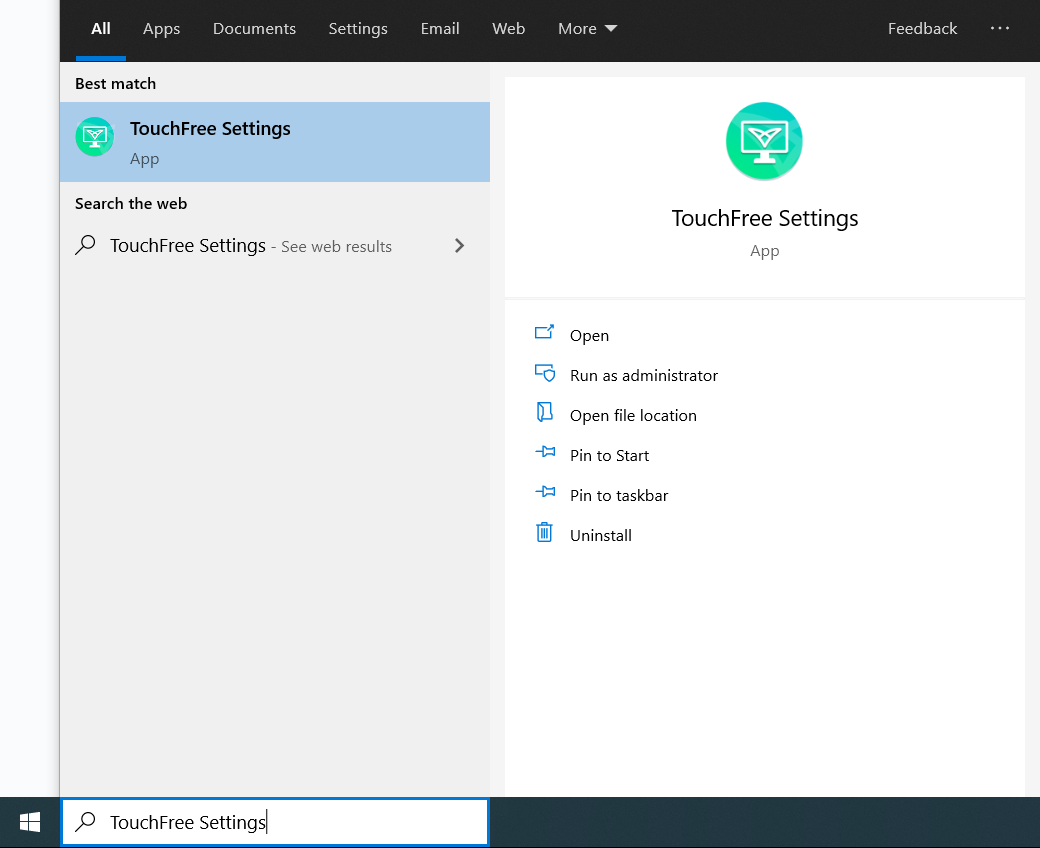 All Apps Documents Settings Email Web More Feedback ···
Best match
TouchFree Settings
App
Search the web
TouchFree Settings - See web results
TouchFree Settings
App
Open
Run as administrator
Open file location
Pin to Start
Pin to taskbar
Uninstall
TouchFree Settings